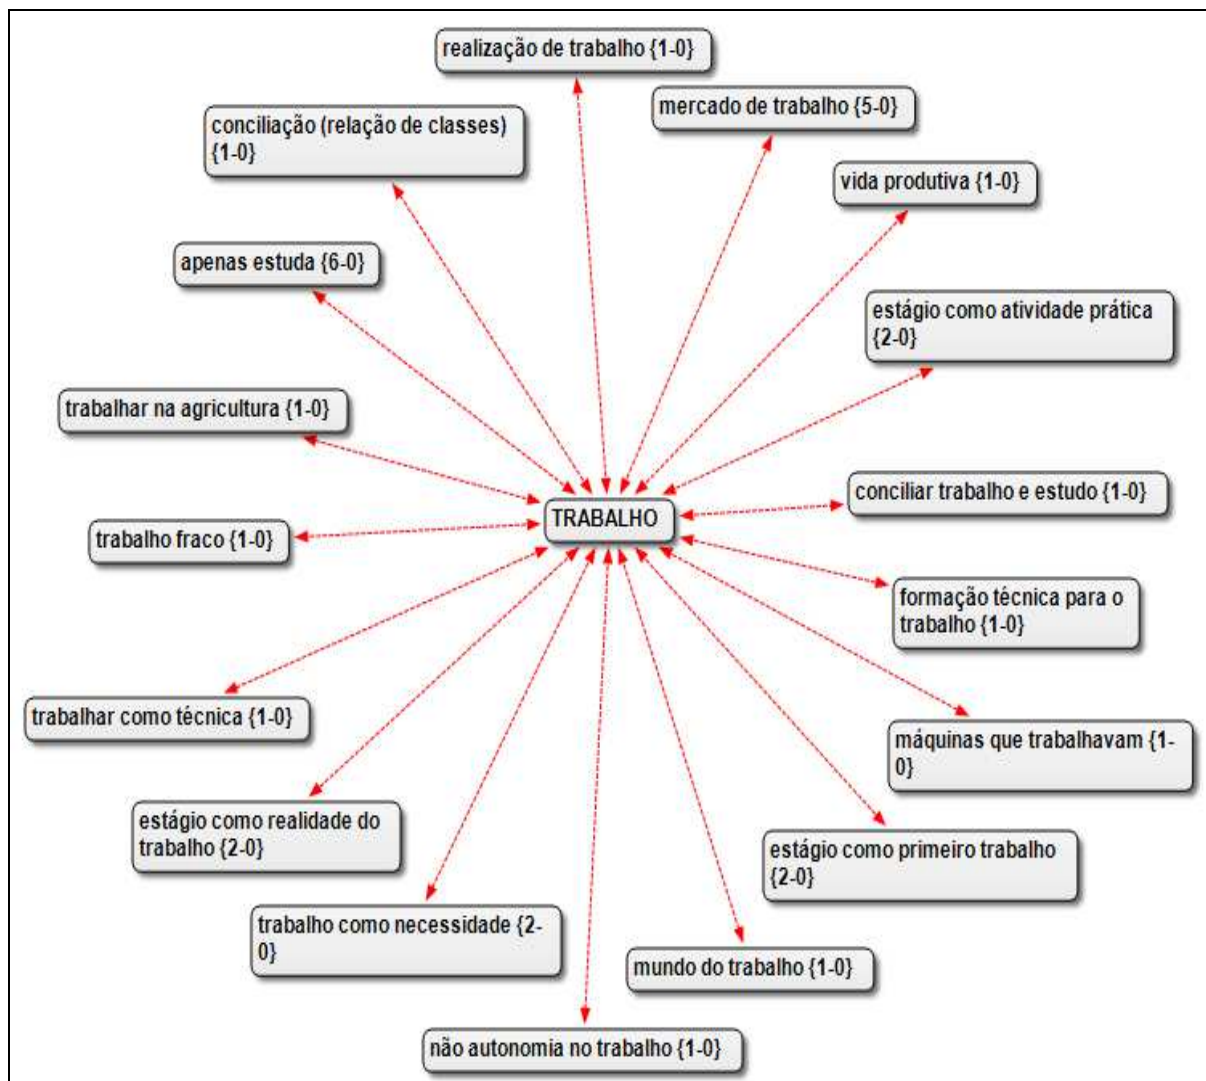 realização de trabalho {1-0}
mercado de trabalho {5-0}
conciliação (relação de classes)
{1-0}
vida produtiva {1-0}
apenas estuda {6-0}
estágio como atividade prática
{2-0}
trabalhar na agricultura {1-0}
conciliar trabalho e estudo {1-0}
TRABALHO
trabalho fraco {1-0}
formação técnica para o
trabalho {1-0}
trabalhar como técnica {1-0}
máquinas que trabalhavam {1-
0}
estágio como realidade do
trabalho {2-0}
estágio como primeiro trabalho
{2-0}
trabalho como necessidade {2-
0}
mundo do trabalho {1-0}
não autonomia no trabalho {1-0}